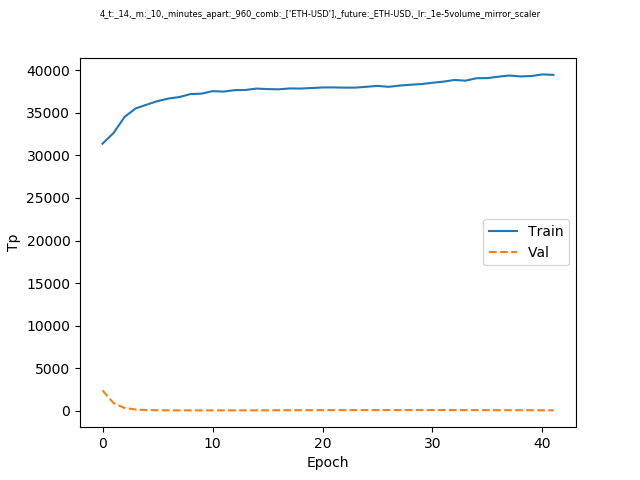 4_t:_14,_m:_10,_minutes_apart:_960_comb:_['ETH-USD'],_future:_ETH-USD,_lr:_1e-5volume_mirror_scaler
40000
35000
30000
25000
20000
15000
10000
5000
0
Tp
Train
Val
0 10 20 30 40
Epoch